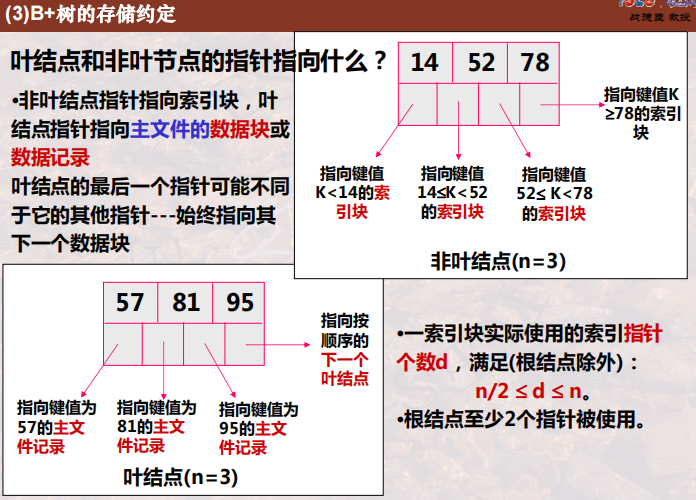 (3)B+树的存储约定
战德臣 教授
叶结点和非叶节点的指针指向什么？
•非叶结点指针指向索引块，叶
结点指针指向主文件的数据块或
数据记录
叶结点的最后一个指针可能不同
于它的其他指针---始终指向其
下一个数据块
14 52 78
指向键值K
≥78的索引
块
指向键值
K<14的索
引块
指向键值
14≤K<52
的索引块
指向键值
52≤ K<78
的索引块
非叶结点(n=3)
57 81 95
指向按
顺序的
下一个
叶结点
指向键值为
57的主文
件记录
指向键值为
81的主文
件记录
指向键值为
95的主文
件记录
叶结点(n=3)
•一索引块实际使用的索引指针
个数d，满足(根结点除外)：
n/2 ≤ d ≤ n。
•根结点至少2个指针被使用。